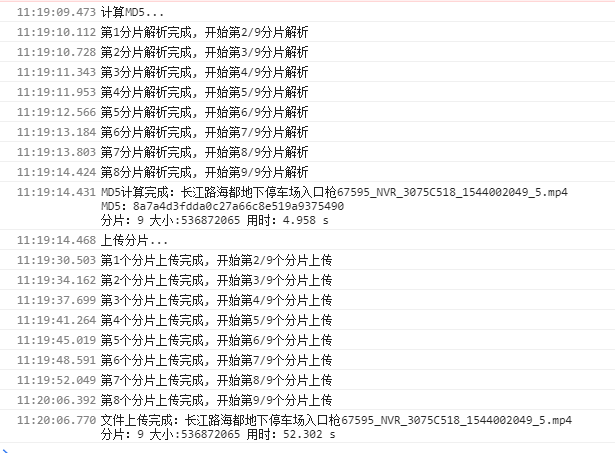 11:19:09.473 计算MD5...
11:19:10.112 第1分片解析完成, 开始第2/9分片解析
11:19:10.728 第2分片解析完成, 开始第3/9分片解析
11:19:11.343 第3分片解析完成, 开始第4/9分片解析
11:19:11.953 第4分片解析完成, 开始第5/9分片解析
11:19:12.566 第5分片解析完成, 开始第6/9分片解析
11:19:13.184 第6分片解析完成, 开始第7/9分片解析
11:19:13.803 第7分片解析完成, 开始第8/9分片解析
11:19:14.424 第8分片解析完成, 开始第9/9分片解析
11:19:14.431 MD5计算完成: 长江路海都地下停车场入口枪67595_NVR_3075C518_1544002049_5.mp4
MD5: 8a7a4d3fdda0c27a66c8e519a9375490
分片: 9 大小:536872065 用时: 4.958 s
11:19:14.468 上传分片...
11:19:30.503 第1个分片上传完成, 开始第2/9个分片上传
11:19:34.162 第2个分片上传完成, 开始第3/9个分片上传
11:19:37.699 第3个分片上传完成, 开始第4/9个分片上传
11:19:41.264 第4个分片上传完成, 开始第5/9个分片上传
11:19:45.019 第5个分片上传完成, 开始第6/9个分片上传
11:19:48.591 第6个分片上传完成, 开始第7/9个分片上传
11:19:52.049 第7个分片上传完成, 开始第8/9个分片上传
11:20:06.392 第8个分片上传完成, 开始第9/9个分片上传
11:20:06.770 文件上传完成: 长江路海都地下停车场入口枪67595_NVR_3075C518_1544002049_5.mp4
分片: 9 大小:536872065 用时: 52.302 s